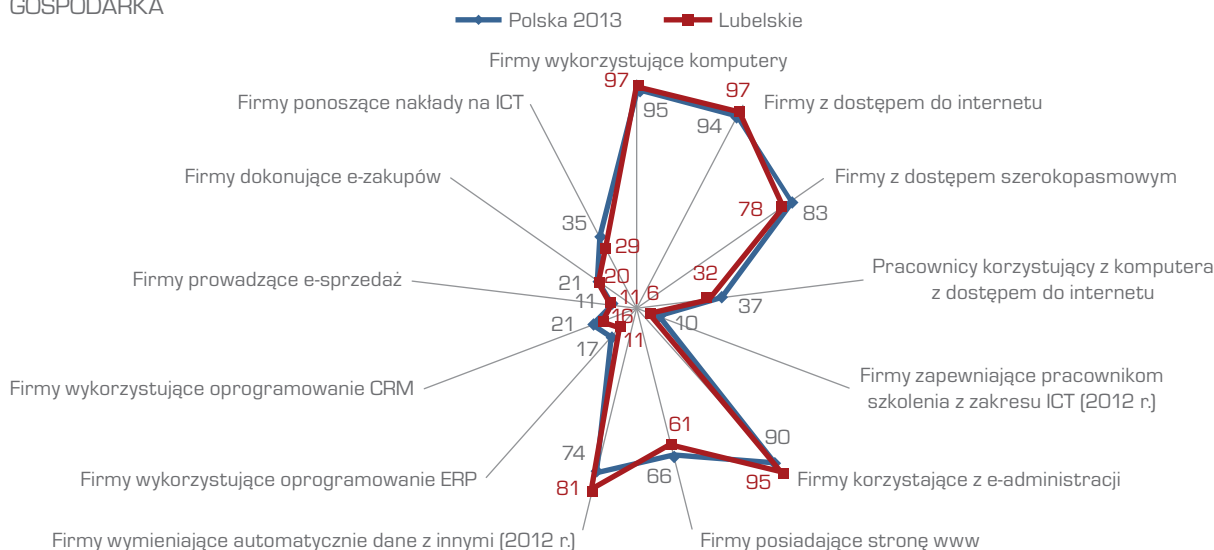 GOSPODARKA
Polska 2013
Lubelskie
Firmy wykorzystujące komputery
97
95
Firmy z dostępem do internetu
97
94
Firmy z dostępem szerokopasmowym
78
83
Pracownicy korzystujący z komputera
z dostępem do internetu
32
37
Firmy zapewniające pracownikom
szkolenia z zakresu ICT (2012 r.)
6
10
Firmy korzystające z e-administracji
90
95
Firmy posiadające stronę www
61
66
Firmy wymieniające automatycznie dane z innymi (2012 r.)
74
81
Firmy wykorzystujące oprogramowanie ERP
17
11
Firmy wykorzystujące oprogramowanie CRM
21
16
Firmy prowadzące e-sprzedaż
11
11
Firmy dokonujące e-zakupów
21
20
Firmy ponoszące nakłady na ICT
35
29